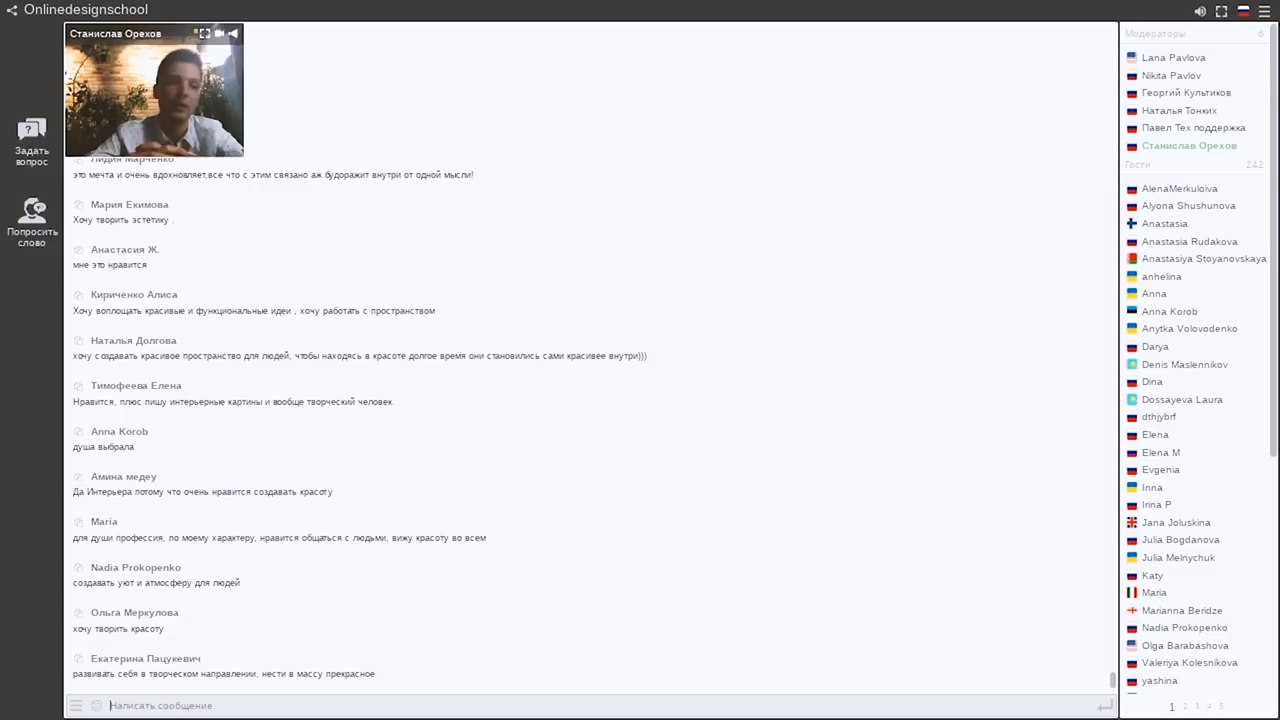 Onlinedesignschool
Станислав Орехов
Задать
вопрос
Попросить
слово
Лидия Марченко
это мечта и очень вдохновляет,все что с этим связано аж будоражит внутри от одной мысли!
Мария Екимова
Хочу творить эстетику .
Анастасия Ж.
мне это нравится
Кириченко Алиса
Хочу воплощать красивые и функциональные идеи , хочу работать с пространством
Наталья Долгова
хочу создавать красивое пространство для людей, чтобы находясь в красоте долгое время они становились сами красивее внутри)))
Тимофеева Елена
Нравится, плюс пишу интерьерные картины и вообще творческий человек.
Anna Korob
душа выбрала
Амина медеу
Да Интерьера потому что очень нравится создавать красоту
Maria
для души профессия, по моему характеру, нравится общаться с людьми, вижу красоту во всем
Nadia Prokopenko
создавать уют и атмосферу для людей
Ольга Меркулова
хочу творить красоту
Екатерина Пацукевич
развивать себя в творческом направлении, нести в массу прекрасное
Написать сообщение
Модераторы 6
Lana Pavlova
Nikita Pavlov
Георгий Культиков
Наталья Тонких
Павел Тех поддержка
Станислав Орехов
Гости 242
AlenaMerkuloiva
Alyona Shushunova
Anastasia
Anastasia Rudakova
Anastasiya Stoyanovskaya
anhelina
Anna
Anna Korob
Anytka Volovodenko
Darya
Denis Maslennikov
Dina
Dossayeva Laura
dthjybrf
Elena
Elena M
Evgenia
Inna
Irina P
Jana Joluskina
Julia Bogdanova
Julia Melnychuk
Katy
Maria
Marianna Beridze
Nadia Prokopenko
Olga Barabashova
Valeriya Kolesnikova
yashina
1 2 3 4 5